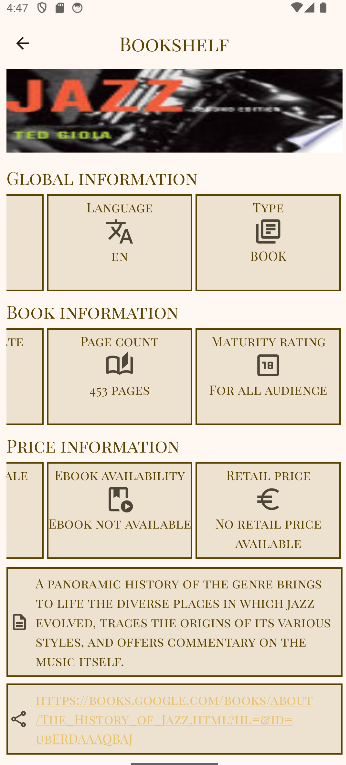 4:47
Bookshelf
JAZZ
SECOND EDITION
TED GIOIA
Global information
Language
Type
EN
BOOK
Book information
Page count
Maturity rating
18
453 pages
For all audience
Price information
Ebook availability
Retail price
Ebook not available
No retail price
available
A panoramic history of the genre brings
to life the diverse places in which jazz
evolved, traces the origins of its various
styles, and offers commentary on the
music itself.
https://books.google.com/books/about
/The_History_of_Jazz.html?hl=&id=